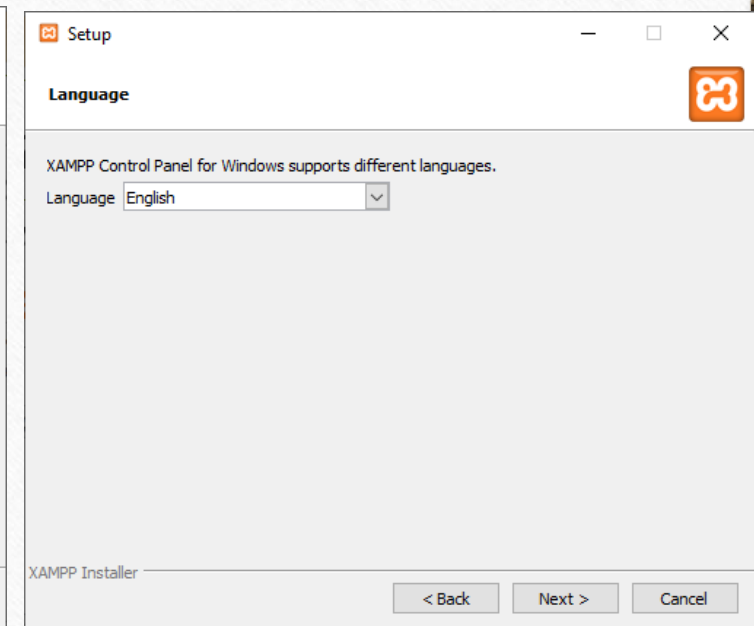 Setup
Language
XAMPP Control Panel for Windows supports different languages.
Language English
XAMPP Installer
< Back Next > Cancel